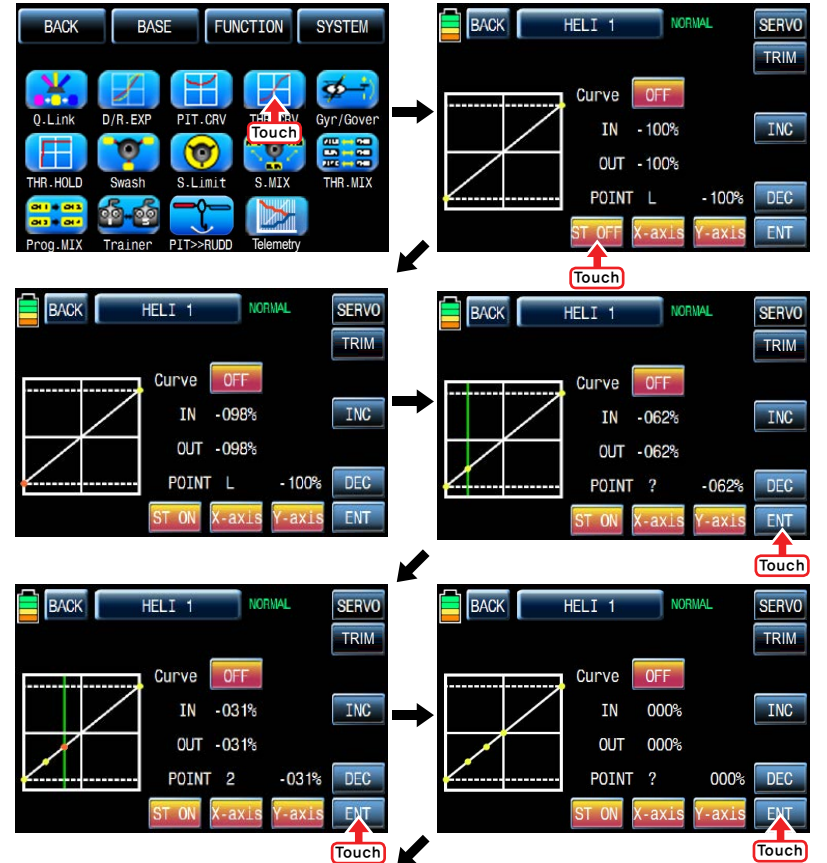 BACK BASE FUNCTION SYSTEM
Q.Link D/R.EXP PIT.CRV THR.CRV Gyr/Gover
Touch
THR.HOLD Swash S.Limit S.MIX THR.MIX
Prog.MIX Trainer PIT>>RUDD Telemetry
BACK HELI 1 NORMAL SERVO
TRIM
Curve OFF
IN -100% INC
OUT -100%
POINT L -100% DEC
ST OFF X-axis Y-axis ENT
Touch
BACK HELI 1 NORMAL SERVO
TRIM
Curve OFF
IN -098% INC
OUT -098%
POINT L -100% DEC
ST ON X-axis Y-axis ENT
BACK HELI 1 NORMAL SERVO
TRIM
Curve OFF
IN -062% INC
OUT -062%
POINT ? -062% DEC
ST ON X-axis Y-axis ENT
Touch
BACK HELI 1 NORMAL SERVO
TRIM
Curve OFF
IN -031% INC
OUT -031%
POINT 2 -031% DEC
ST ON X-axis Y-axis ENT
Touch
BACK HELI 1 NORMAL SERVO
TRIM
Curve OFF
IN 000% INC
OUT 000%
POINT ? 000% DEC
ST ON X-axis Y-axis ENT
Touch